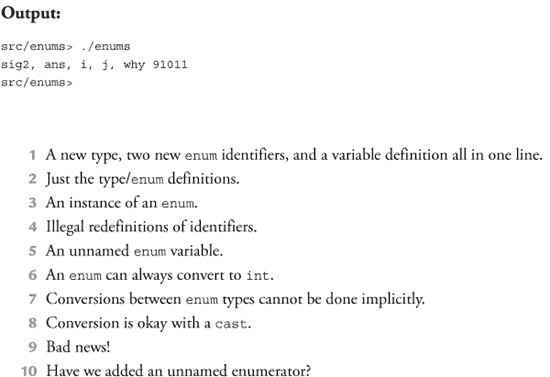 Output:
src/enums> ./enums
sig2, ans, i, j, why 91011
src/enums>
1 A new type, two new enum identifiers, and a variable definition all in one line.
2 Just the type/enum definitions.
3 An instance of an enum.
4 Illegal redefinitions of identifiers.
5 An unnamed enum variable.
6 An enum can always convert to int.
7 Conversions between enum types cannot be done implicitly.
8 Conversion is okay with a cast.
9 Bad news!
10 Have we added an unnamed enumerator?